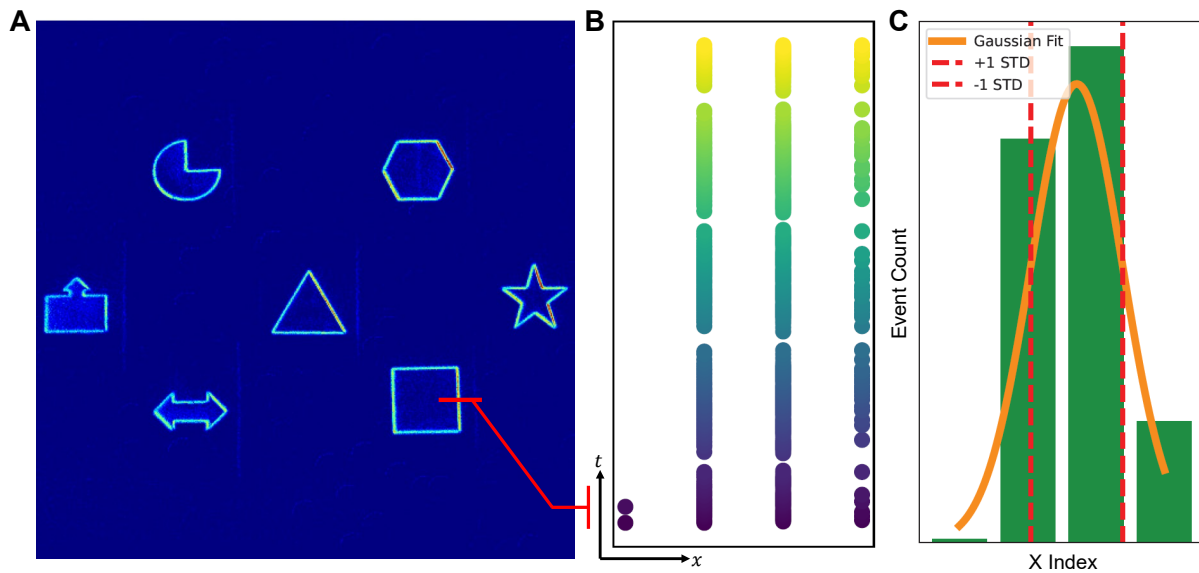 A
B
t
x
C
Gaussian Fit
+1 STD
-1 STD
Event Count
X Index